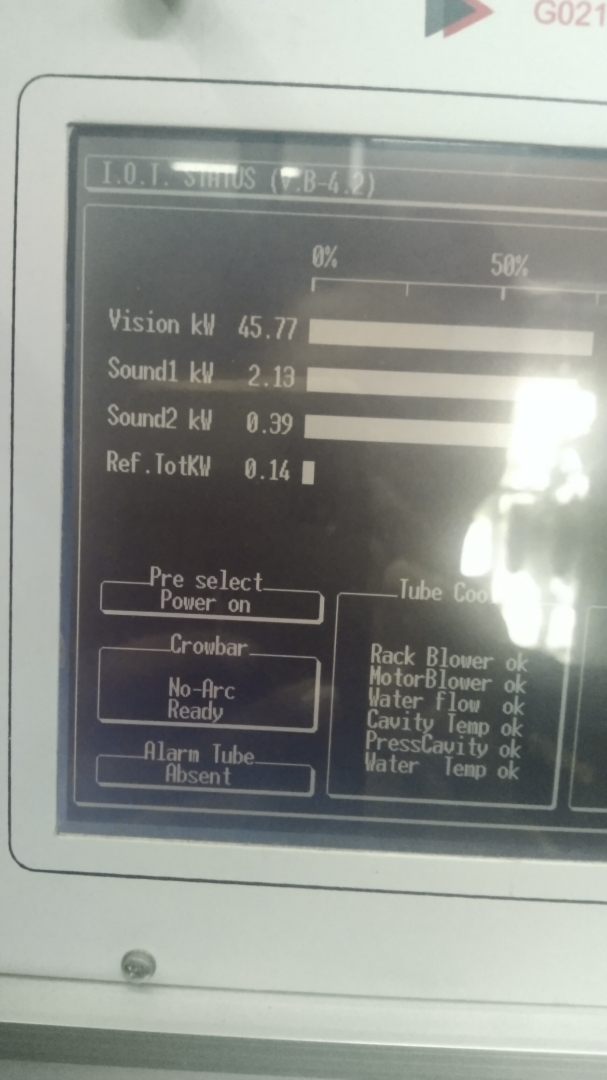 G021
I.O.T. STATUS (V.B-4.2)
0% 50%
Vision kW 45.77
Sound1 kW 2.13
Sound2 kW 0.39
Ref.TotKW 0.14
Pre select
Power on
Crowbar
No-Arc
Ready
Alarm Tube
Absent
Tube
Rack Blower ok
MotorBlower ok
Water flow ok
Cavity Temp ok
PressCavity ok
Water Temp ok